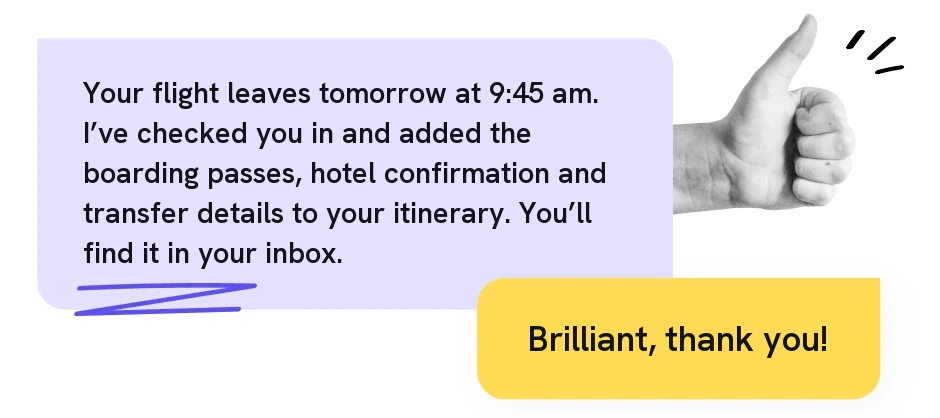 Your flight leaves tomorrow at 9:45 am.
I’ve checked you in and added the
boarding passes, hotel confirmation and
transfer details to your itinerary. You’ll
find it in your inbox.
Brilliant, thank you!